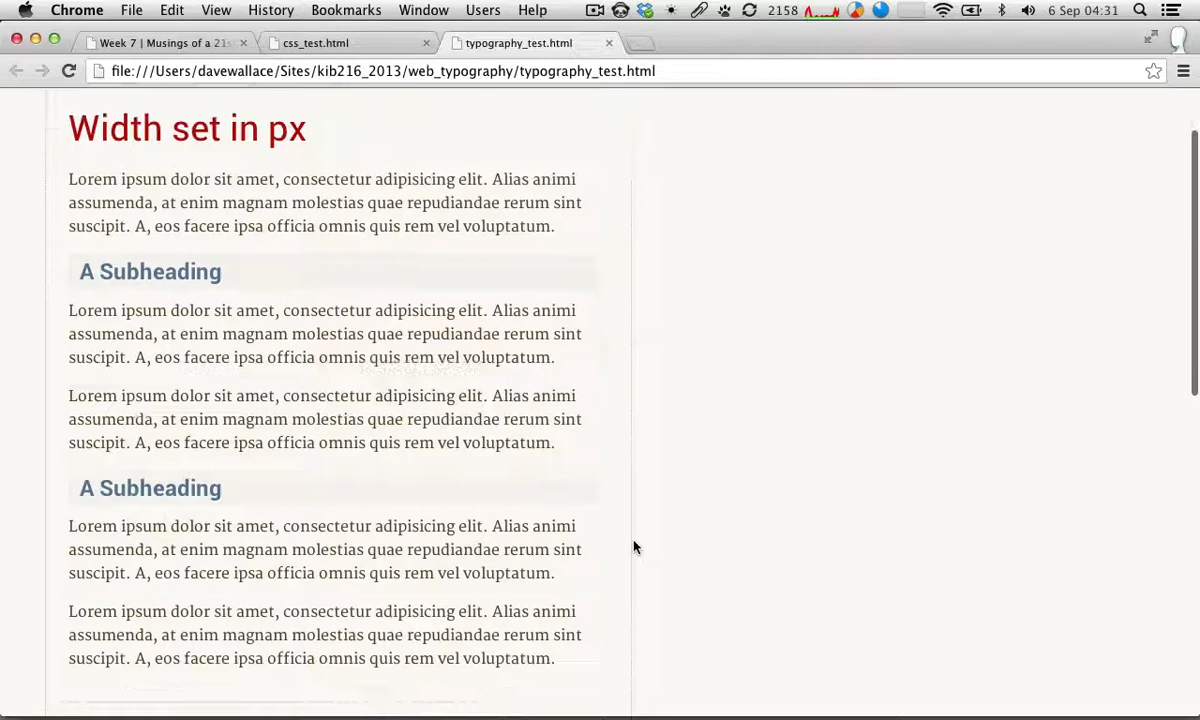 Chrome File Edit View History Bookmarks Window Users Help 2158 6 Sep 04:31
Week 7 | Musings of a 21s css_test.html typography_test.html
file:///Users/davewallace/Sites/kib216_2013/web_typography/typography_test.html
Width set in px
Lorem ipsum dolor sit amet, consectetur adipisicing elit. Alias animi
assumenda, at enim magnam molestias quae repudiandae rerum sint
suscipit. A, eos facere ipsa officia omnis quis rem vel voluptatum.
A Subheading
Lorem ipsum dolor sit amet, consectetur adipisicing elit. Alias animi
assumenda, at enim magnam molestias quae repudiandae rerum sint
suscipit. A, eos facere ipsa officia omnis quis rem vel voluptatum.
Lorem ipsum dolor sit amet, consectetur adipisicing elit. Alias animi
assumenda, at enim magnam molestias quae repudiandae rerum sint
suscipit. A, eos facere ipsa officia omnis quis rem vel voluptatum.
A Subheading
Lorem ipsum dolor sit amet, consectetur adipisicing elit. Alias animi
assumenda, at enim magnam molestias quae repudiandae rerum sint
suscipit. A, eos facere ipsa officia omnis quis rem vel voluptatum.
Lorem ipsum dolor sit amet, consectetur adipisicing elit. Alias animi
assumenda, at enim magnam molestias quae repudiandae rerum sint
suscipit. A, eos facere ipsa officia omnis quis rem vel voluptatum.